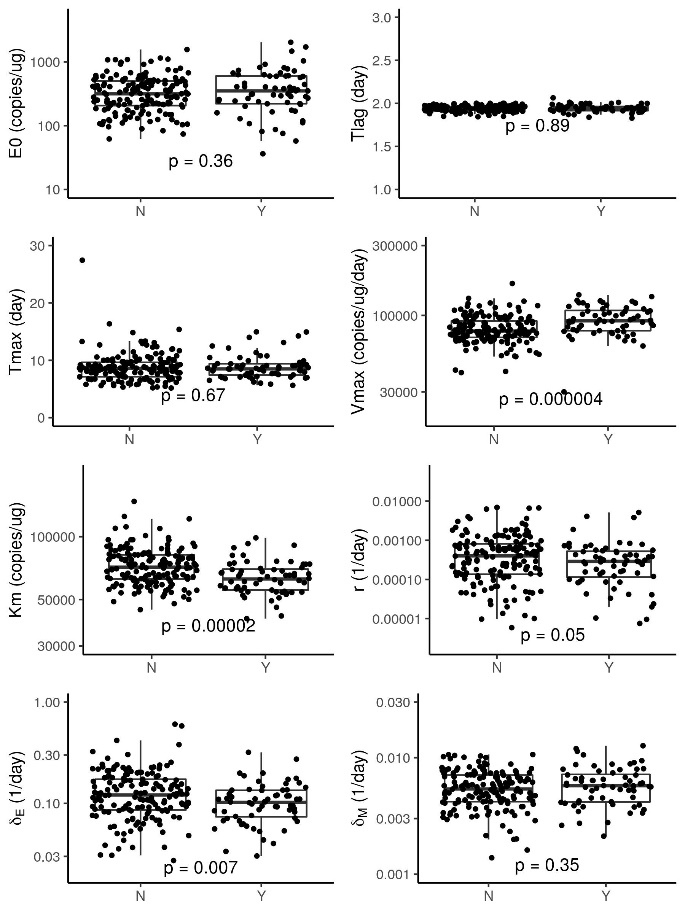 E0 (copies/ug)
1000
100
10
p = 0.36
N Y
Tlag (day)
3.0
2.5
2.0
1.5
1.0
p = 0.89
N Y
Tmax (day)
30
20
10
0
p = 0.67
N Y
Vmax (copies/ug/day)
300000
100000
30000
p = 0.000004
N Y
Km (copies/ug)
100000
50000
30000
p = 0.00002
N Y
r (1/day)
0.01000
0.00100
0.00010
0.00001
p = 0.05
N Y
δE (1/day)
1.00
0.30
0.10
0.03
p = 0.007
N Y
δM (1/day)
0.030
0.010
0.003
0.001
p = 0.35
N Y